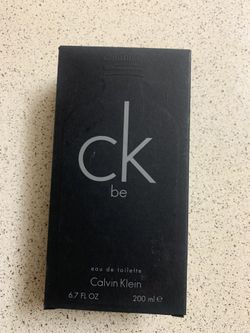 ck
be
eau de toilette
Calvin Klein
6.7 FL OZ 200 ml ℮